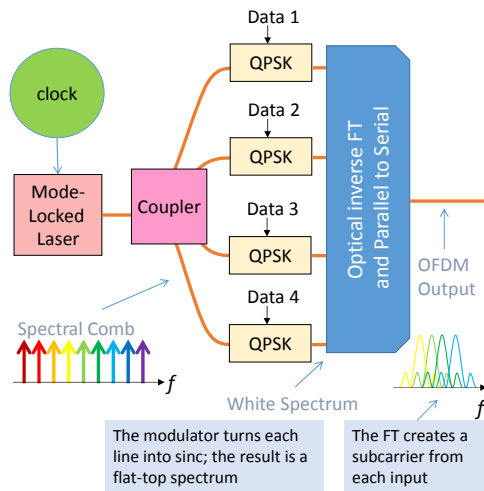 Data 1
QPSK
clock
Data 2
QPSK
Mode-
Locked
Laser
Coupler
Data 3
QPSK
Data 4
QPSK
Optical inverse FT
and Parallel to Serial
OFDM
Output
Spectral Comb
f
White Spectrum
f
The modulator turns each
line into sinc; the result is a
flat-top spectrum
The FT creates a
subcarrier from
each input